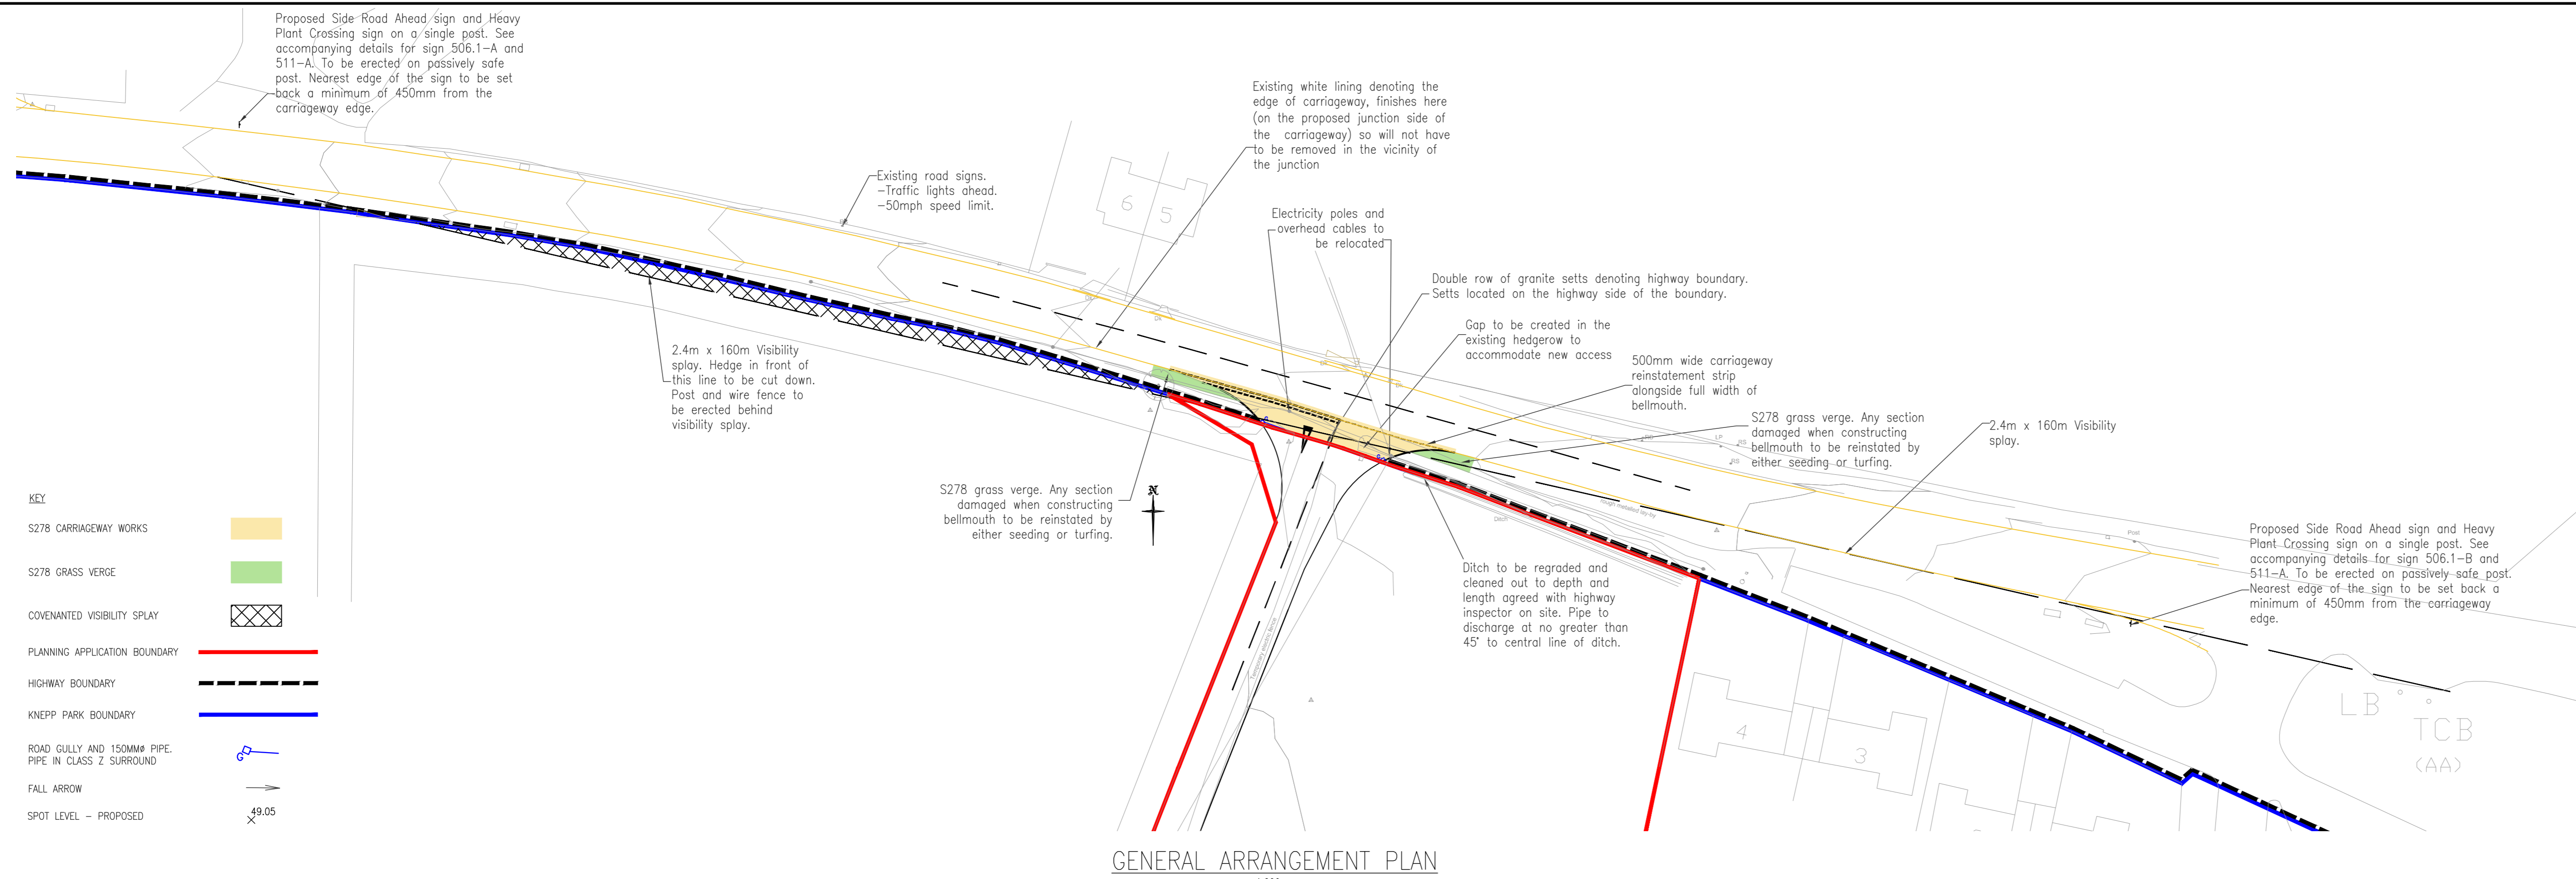 Proposed Side Road Ahead sign and Heavy
Plant Crossing sign on a single post. See
accompanying details for sign 506.1-A and
511-A. To be erected on passively safe
post. Nearest edge of the sign to be set
back a minimum of 450mm from the
carriageway edge.
Existing road signs.
-Traffic lights ahead.
-50mph speed limit.
Existing white lining denoting the
edge of carriageway, finishes here
(on the proposed junction side of
the carriageway) so will not have
to be removed in the vicinity of
the junction
6 5
Electricity poles and
overhead cables to
be relocated
Double row of granite setts denoting highway boundary.
Setts located on the highway side of the boundary.
Gap to be created in the
existing hedgerow to
accommodate new access
500mm wide carriageway
reinstatement strip
alongside full width of
bellmouth.
S278 grass verge. Any section
damaged when constructing
bellmouth to be reinstated by
either seeding or turfing.
2.4m x 160m Visibility
splay.
2.4m x 160m Visibility
splay. Hedge in front of
this line to be cut down.
Post and wire fence to
be erected behind
visibility splay.
S278 grass verge. Any section
damaged when constructing
bellmouth to be reinstated by
either seeding or turfing.
N
Ditch
Rough metalled lay-by
LP
RS
RS
Post
Ditch to be regraded and
cleaned out to depth and
length agreed with highway
inspector on site. Pipe to
discharge at no greater than
45° to central line of ditch.
Temporary electric fence
Proposed Side Road Ahead sign and Heavy
Plant Crossing sign on a single post. See
accompanying details for sign 506.1-B and
511-A. To be erected on passively safe post.
Nearest edge of the sign to be set back a
minimum of 450mm from the carriageway
edge.
4
3
LB
TCB
(AA)
KEY
S278 CARRIAGEWAY WORKS
S278 GRASS VERGE
COVENANTED VISIBILITY SPLAY
PLANNING APPLICATION BOUNDARY
HIGHWAY BOUNDARY
KNEPP PARK BOUNDARY
ROAD GULLY AND 150MMø PIPE.
PIPE IN CLASS Z SURROUND
G
FALL ARROW
SPOT LEVEL - PROPOSED
49.05
GENERAL ARRANGEMENT PLAN